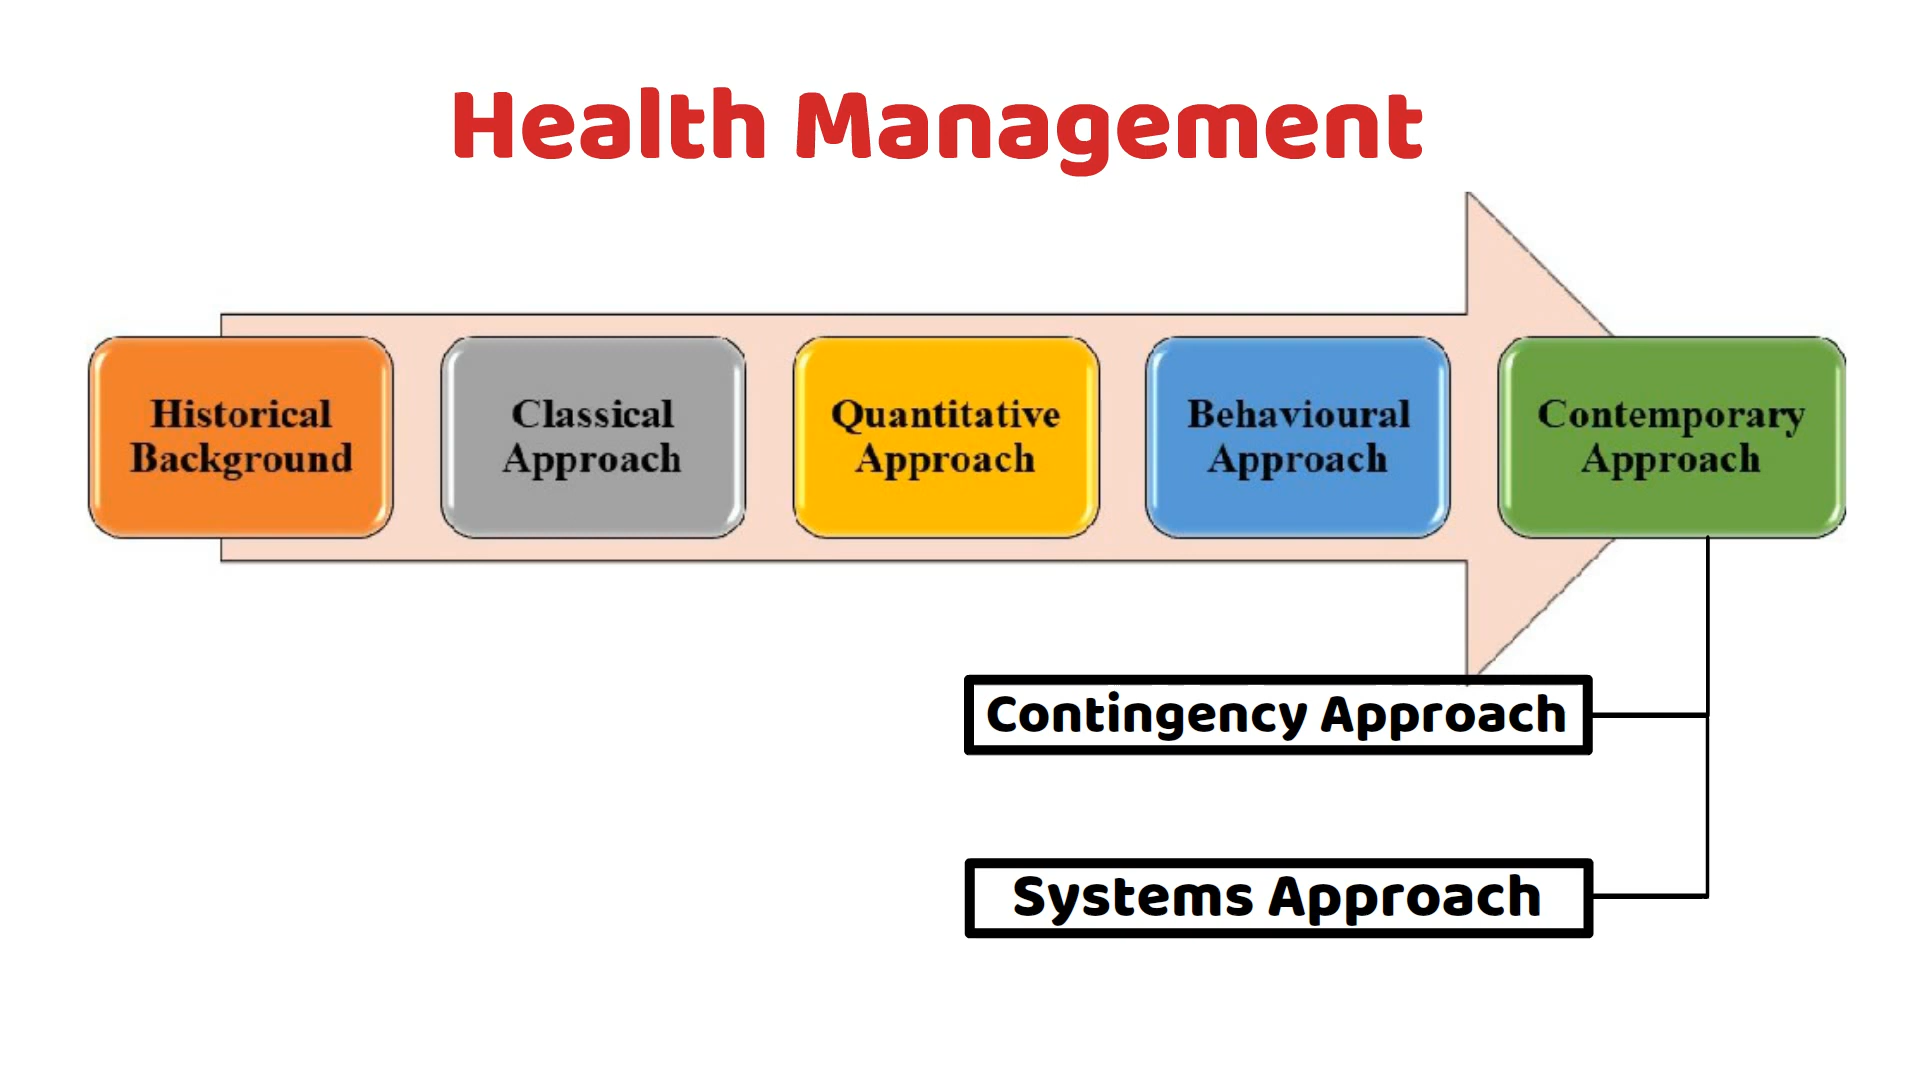 Health Management
Historical
Background
Classical
Approach
Quantitative
Approach
Behavioural
Approach
Contemporary
Approach
Contingency Approach
Systems Approach